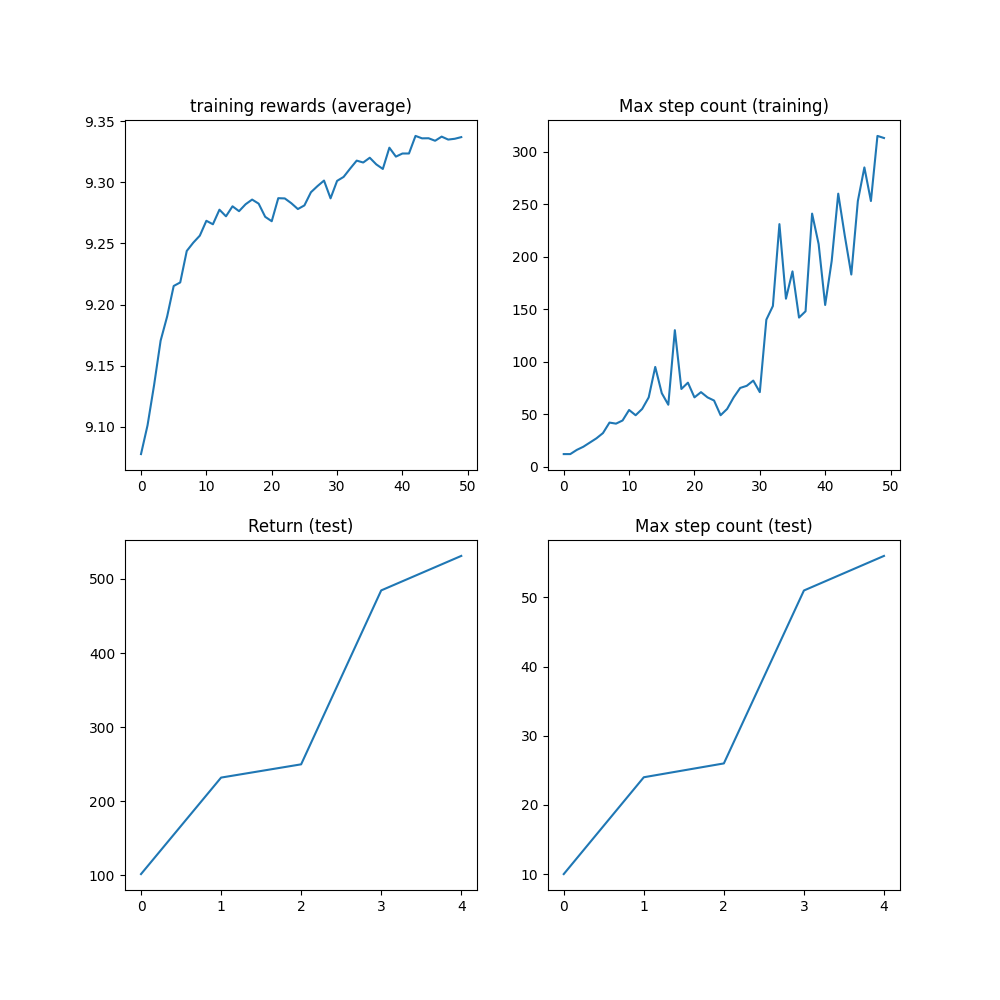 training rewards (average)
9.35
9.30
9.25
9.20
9.15
9.10
0 10 20 30 40 50
Max step count (training)
300
250
200
150
100
50
0
0 10 20 30 40 50
Return (test)
500
400
300
200
100
0 1 2 3 4
Max step count (test)
50
40
30
20
10
0 1 2 3 4